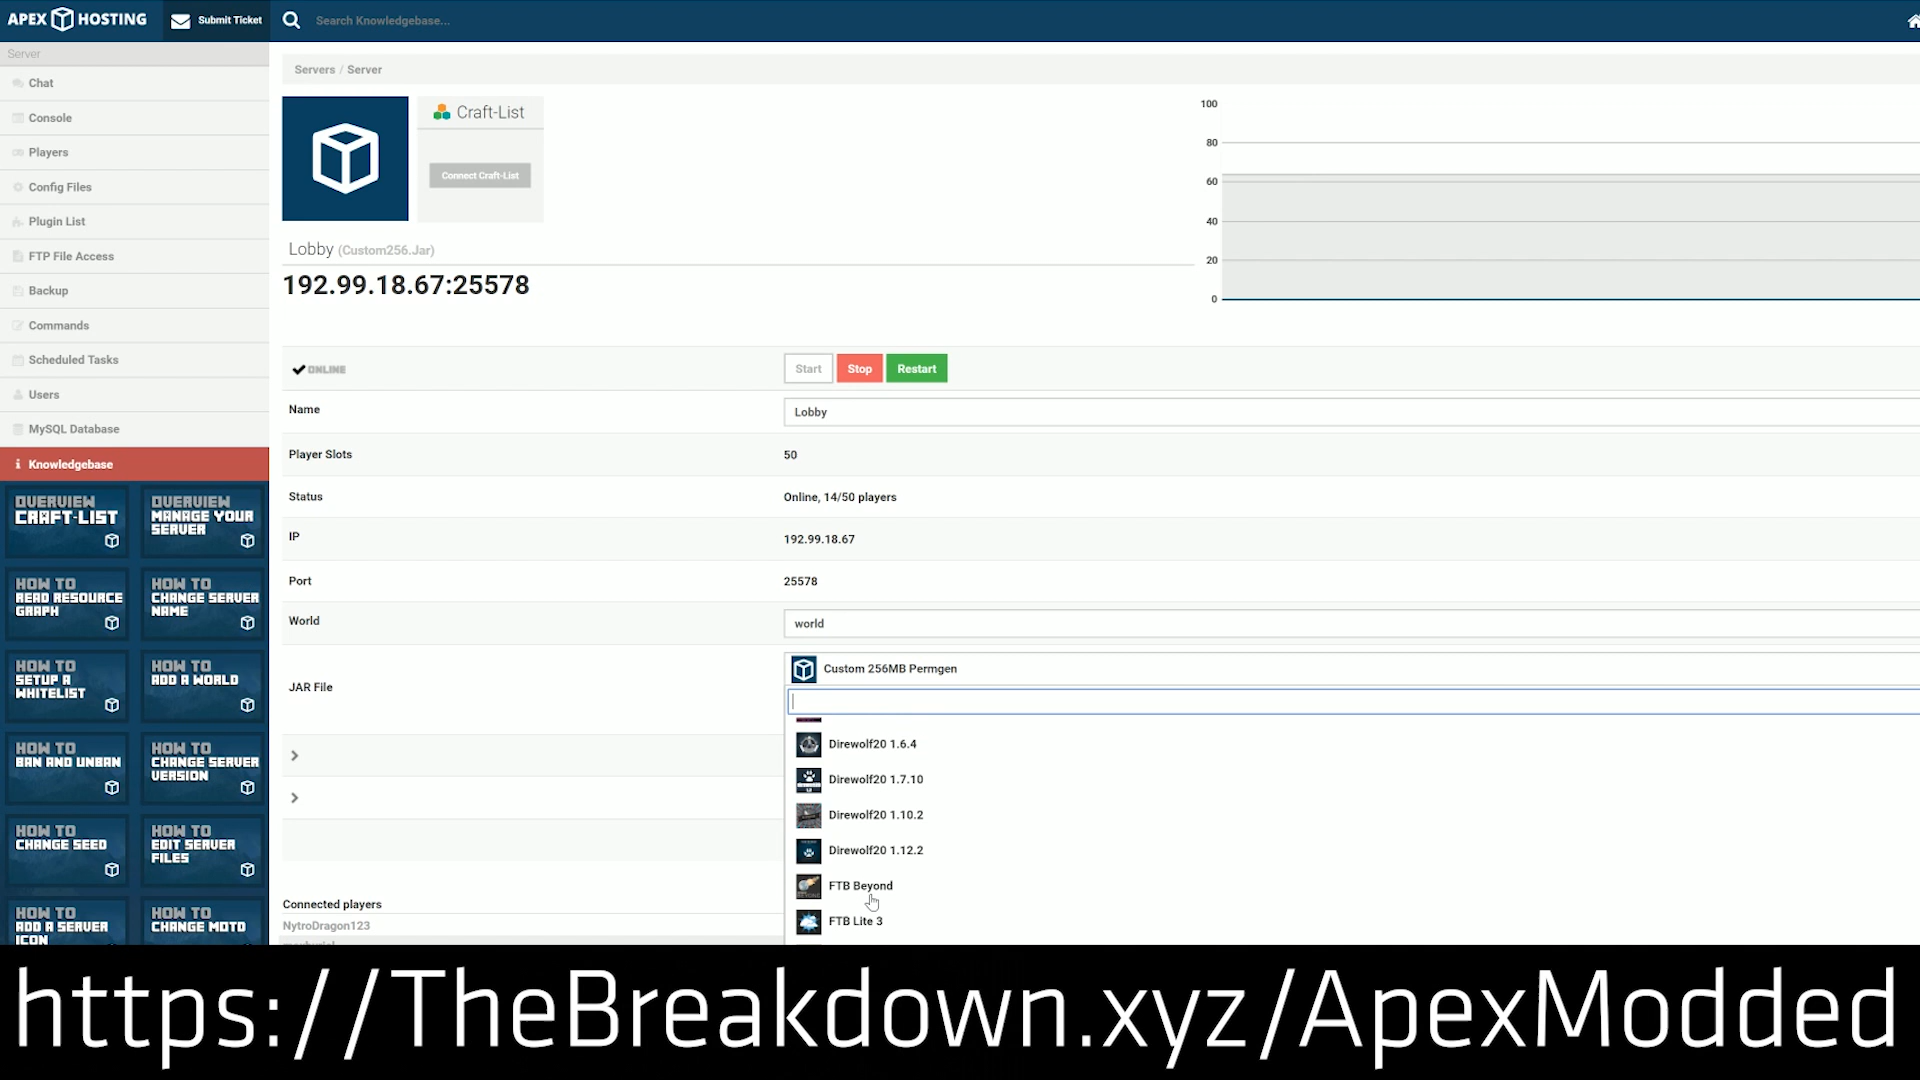 APEX HOSTING
Submit Ticket
Search Knowledgebase...
Server
Chat
Console
Players
Config Files
Plugin List
FTP File Access
Backup
Commands
Scheduled Tasks
Users
MySQL Database
Knowledgebase
OVERVIEW
CRAFT-LIST
OVERVIEW
MANAGE YOUR
SERVER
HOW TO
READ RESOURCE
GRAPH
HOW TO
CHANGE SERVER
NAME
HOW TO
SETUP A
WHITELIST
HOW TO
ADD A WORLD
HOW TO
BAN AND UNBAN
HOW TO
CHANGE SERVER
VERSION
HOW TO
CHANGE SEED
HOW TO
EDIT SERVER
FILES
HOW TO
ADD A SERVER
ICON
HOW TO
CHANGE MOTD
Servers / Server
Craft-List
Connect Craft-List
Lobby (Custom256.Jar)
192.99.18.67:25578
100
80
60
40
20
0
ONLINE
Start
Stop
Restart
Name
Lobby
Player Slots
50
Status
Online, 14/50 players
IP
192.99.18.67
Port
25578
World
world
JAR File
Custom 256MB Permgen
Direwolf20 1.6.4
Direwolf20 1.7.10
Direwolf20 1.10.2
Direwolf20 1.12.2
FTB Beyond
FTB Lite 3
Connected players
NytroDragon123
https://TheBreakdown.xyz/ApexModded